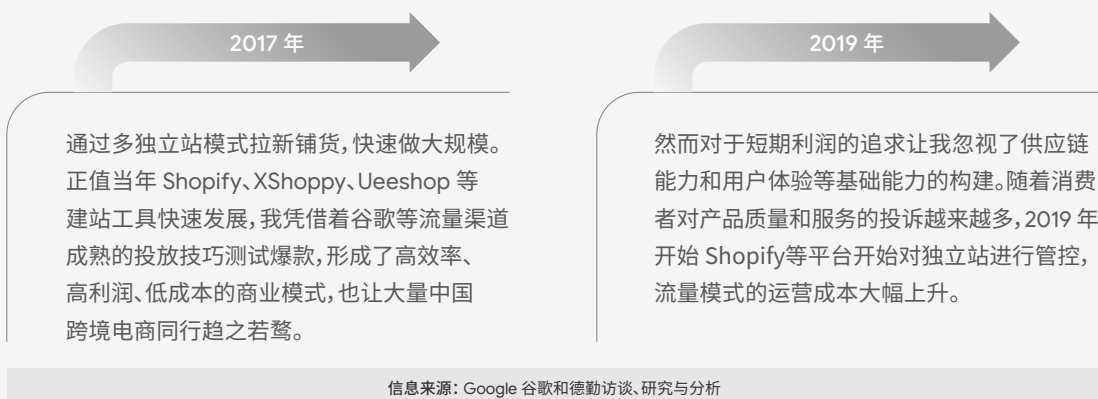 2017 年
通过多独立站模式拉新铺货，快速做大规模。
正值当年 Shopify、XShoppy、Ueeshop 等
建站工具快速发展，我凭借着谷歌等流量渠道
成熟的投放技巧测试爆款，形成了高效率、
高利润、低成本的商业模式，也让大量中国
跨境电商同行趋之若鹜。
2019 年
然而对于短期利润的追求让我忽视了供应链
能力和用户体验等基础能力的构建。随着消费
者对产品质量和服务的投诉越来越多，2019 年
开始 Shopify等平台开始对独立站进行管控，
流量模式的运营成本大幅上升。
信息来源：Google 谷歌和德勤访谈、研究与分析